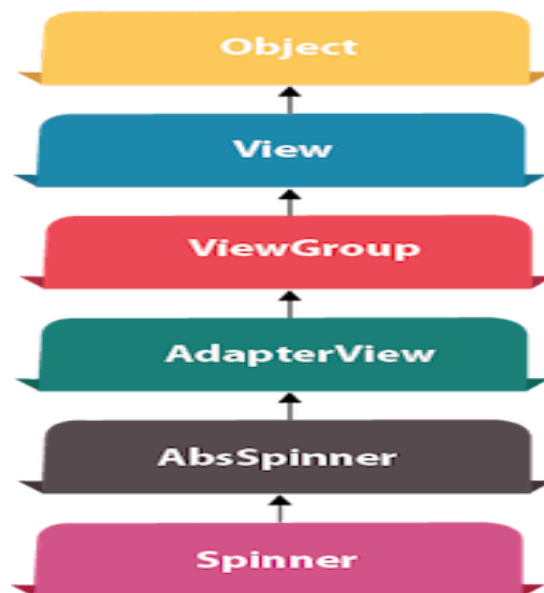 Object
View
ViewGroup
AdapterView
AbsSpinner
Spinner